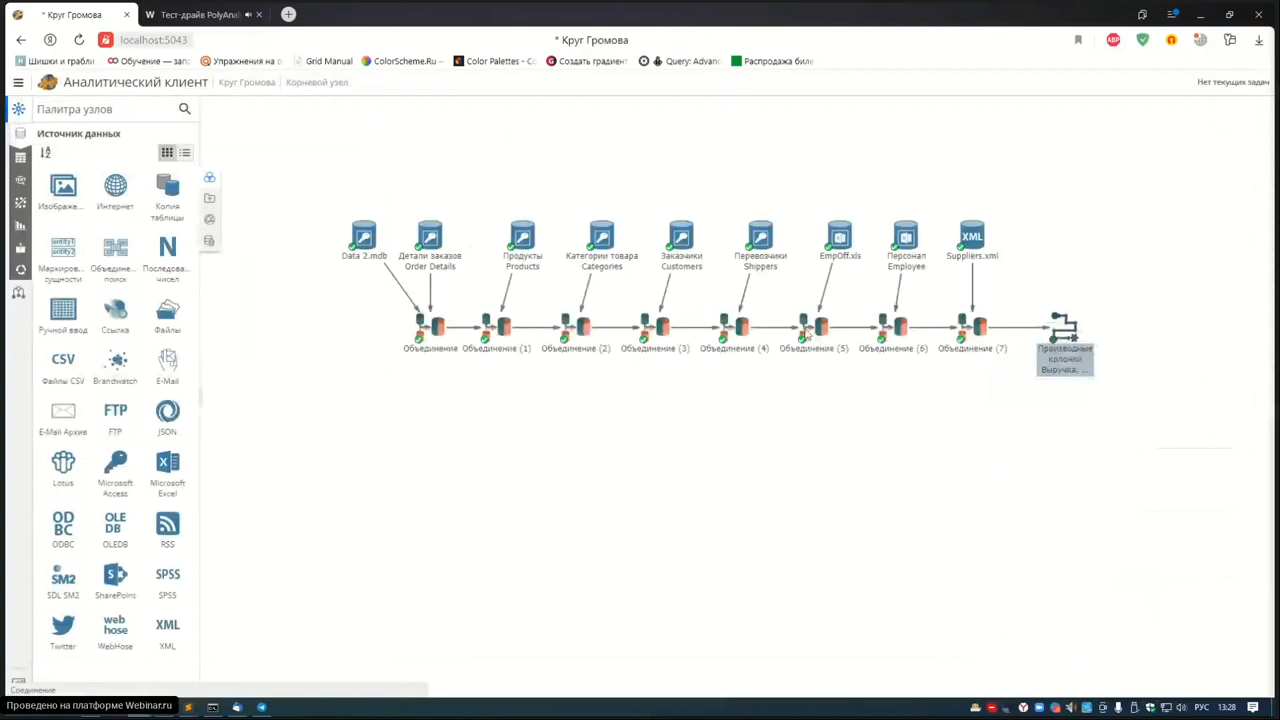 * Круг Громова
Тест-драйв PolyAnal
localhost:5043
* Круг Громова
Шишки и грабли
Обучение — запо
Упражнения на о
Grid Manual
ColorScheme.Ru –
Color Palettes - Co
Создать градиент
Query: Advanc
Распродажа биле
Аналитический клиент
Круг Громова
Корневой узел
Нет текущих задач
Палитра узлов
Источник данных
Изображе...
Интернет
Копия
таблицы
Маркиров...
сущности
Объедине...
поиск
Последова...
чисел
Ручной ввод
Ссылка
Файлы
CSV
Файлы CSV
Brandwatch
E-Mail
E-Mail Архив
FTP
FTP
JSON
Lotus
Microsoft
Access
Microsoft
Excel
OD
BC
ODBC
OLE
DB
OLEDB
RSS
SM2
SDL SM2
SharePoint
SPSS
SPSS
Twitter
web
hose
WebHose
XML
XML
Data 2.mdb
Детали заказов
Order Details
Продукты
Products
Категории товара
Categories
Заказчики
Customers
Перевозчики
Shippers
EmpOff.xls
Персонал
Employee
XML
Suppliers.xml
Объединение
Объединение (1)
Объединение (2)
Объединение (3)
Объединение (4)
Объединение (5)
Объединение (6)
Объединение (7)
Производные
колонки
Выручка, ...
Соединение
Проведено на платформе Webinar.ru
РУС
13:28